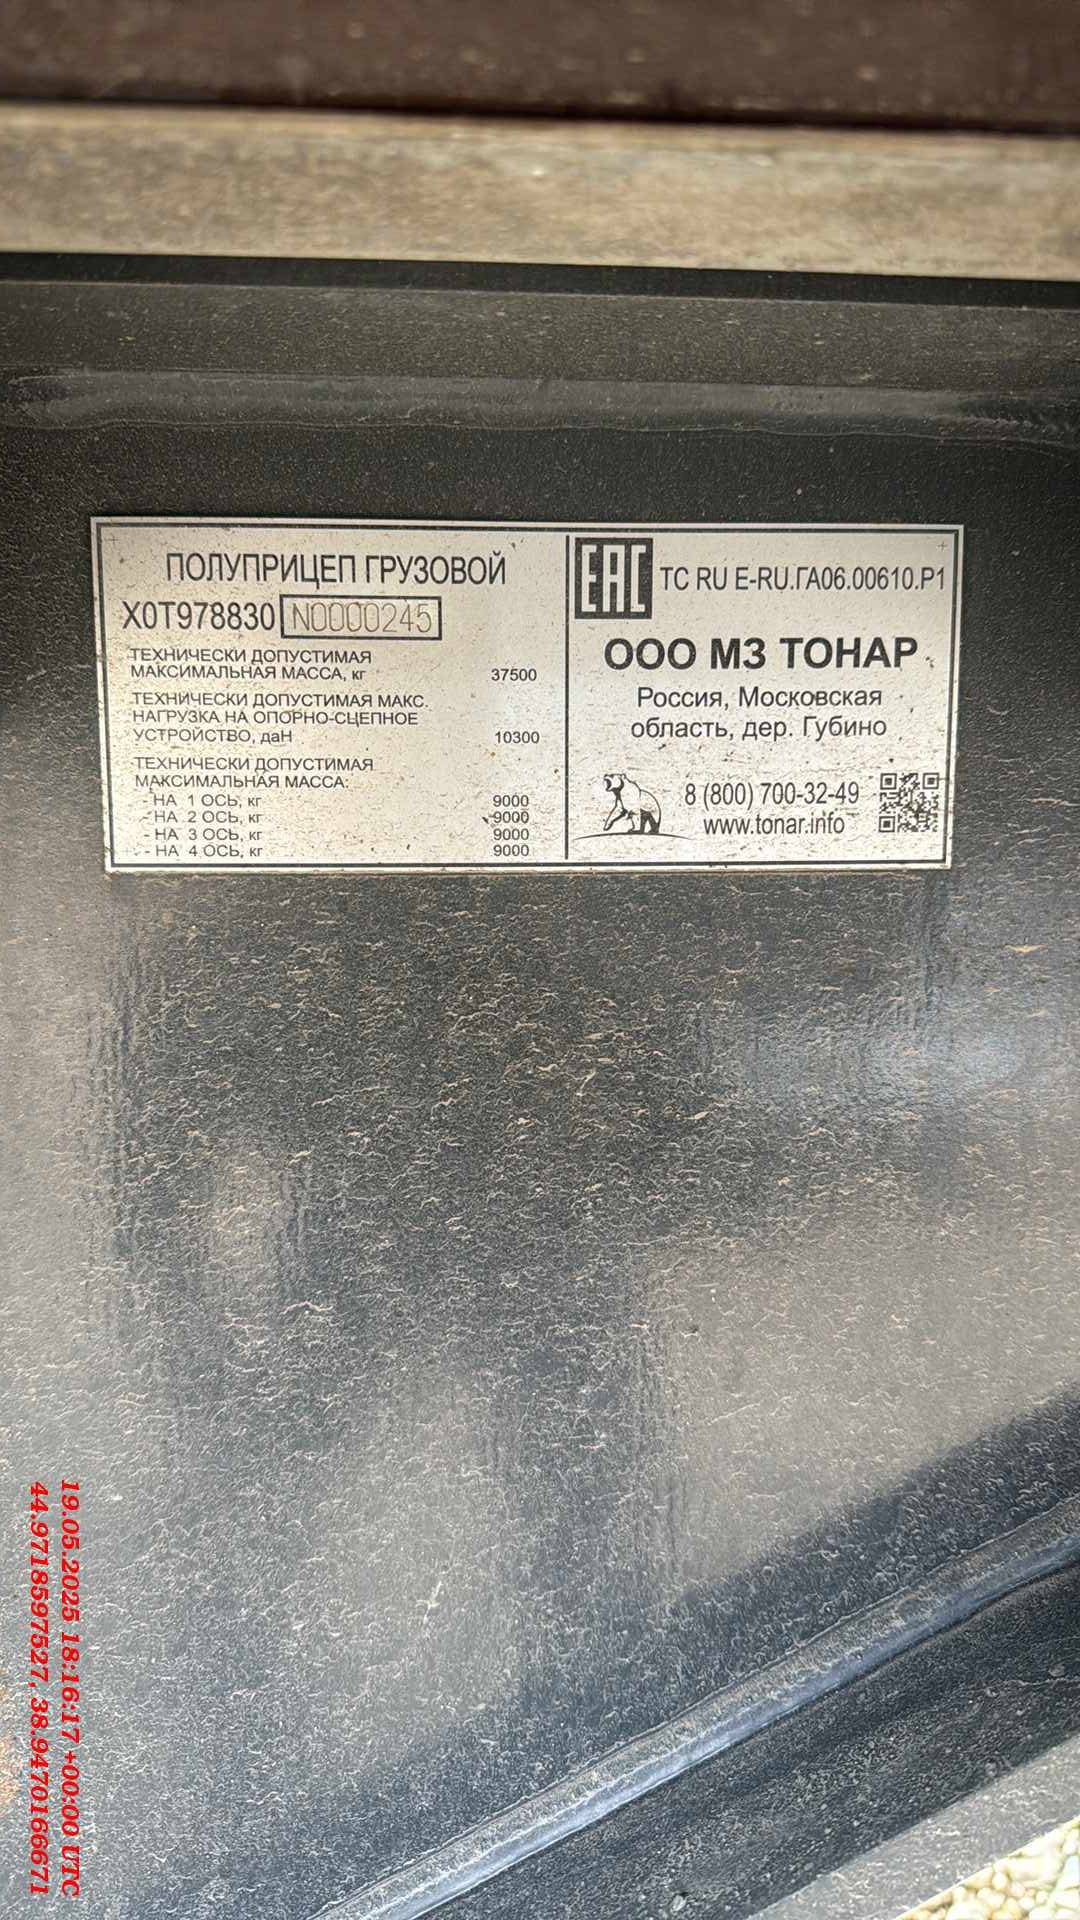 ПОЛУПРИЦЕП ГРУЗОВОЙ
X0T978830 N0000245
ТЕХНИЧЕСКИ ДОПУСТИМАЯ
МАКСИМАЛЬНАЯ МАССА, кг 37500
ТЕХНИЧЕСКИ ДОПУСТИМАЯ МАКС.
НАГРУЗКА НА ОПОРНО-СЦЕПНОЕ
УСТРОЙСТВО, даН 10300
ТЕХНИЧЕСКИ ДОПУСТИМАЯ
МАКСИМАЛЬНАЯ МАССА:
- НА 1 ОСЬ, кг 9000
- НА 2 ОСЬ, кг 9000
- НА 3 ОСЬ, кг 9000
- НА 4 ОСЬ, кг 9000
EAC TC RU E-RU.ГА06.00610.Р1
ООО МЗ ТОНАР
Россия, Московская
область, дер. Губино
8 (800) 700-32-49
www.tonar.info
19.05.2025 18:16:17 +00:00 UTC
44.9718597527, 38.9470166671